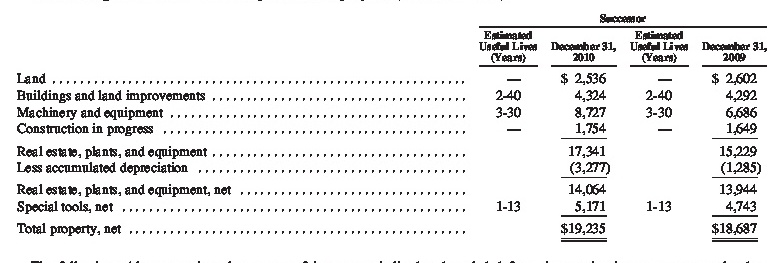 Successor
Estimated Useful Lives (Years) December 31, 2010 Estimated Useful Lives (Years) December 31, 2009
Land — $ 2,536 — $ 2,602
Buildings and land improvements 2-40 4,324 2-40 4,292
Machinery and equipment 3-30 8,727 3-30 6,686
Construction in progress — 1,754 — 1,649
Real estate, plants, and equipment 17,341 15,229
Less accumulated depreciation (3,277) (1,285)
Real estate, plants, and equipment, net 14,064 13,944
Special tools, net 1-13 5,171 1-13 4,743
Total property, net $19,235 $18,687